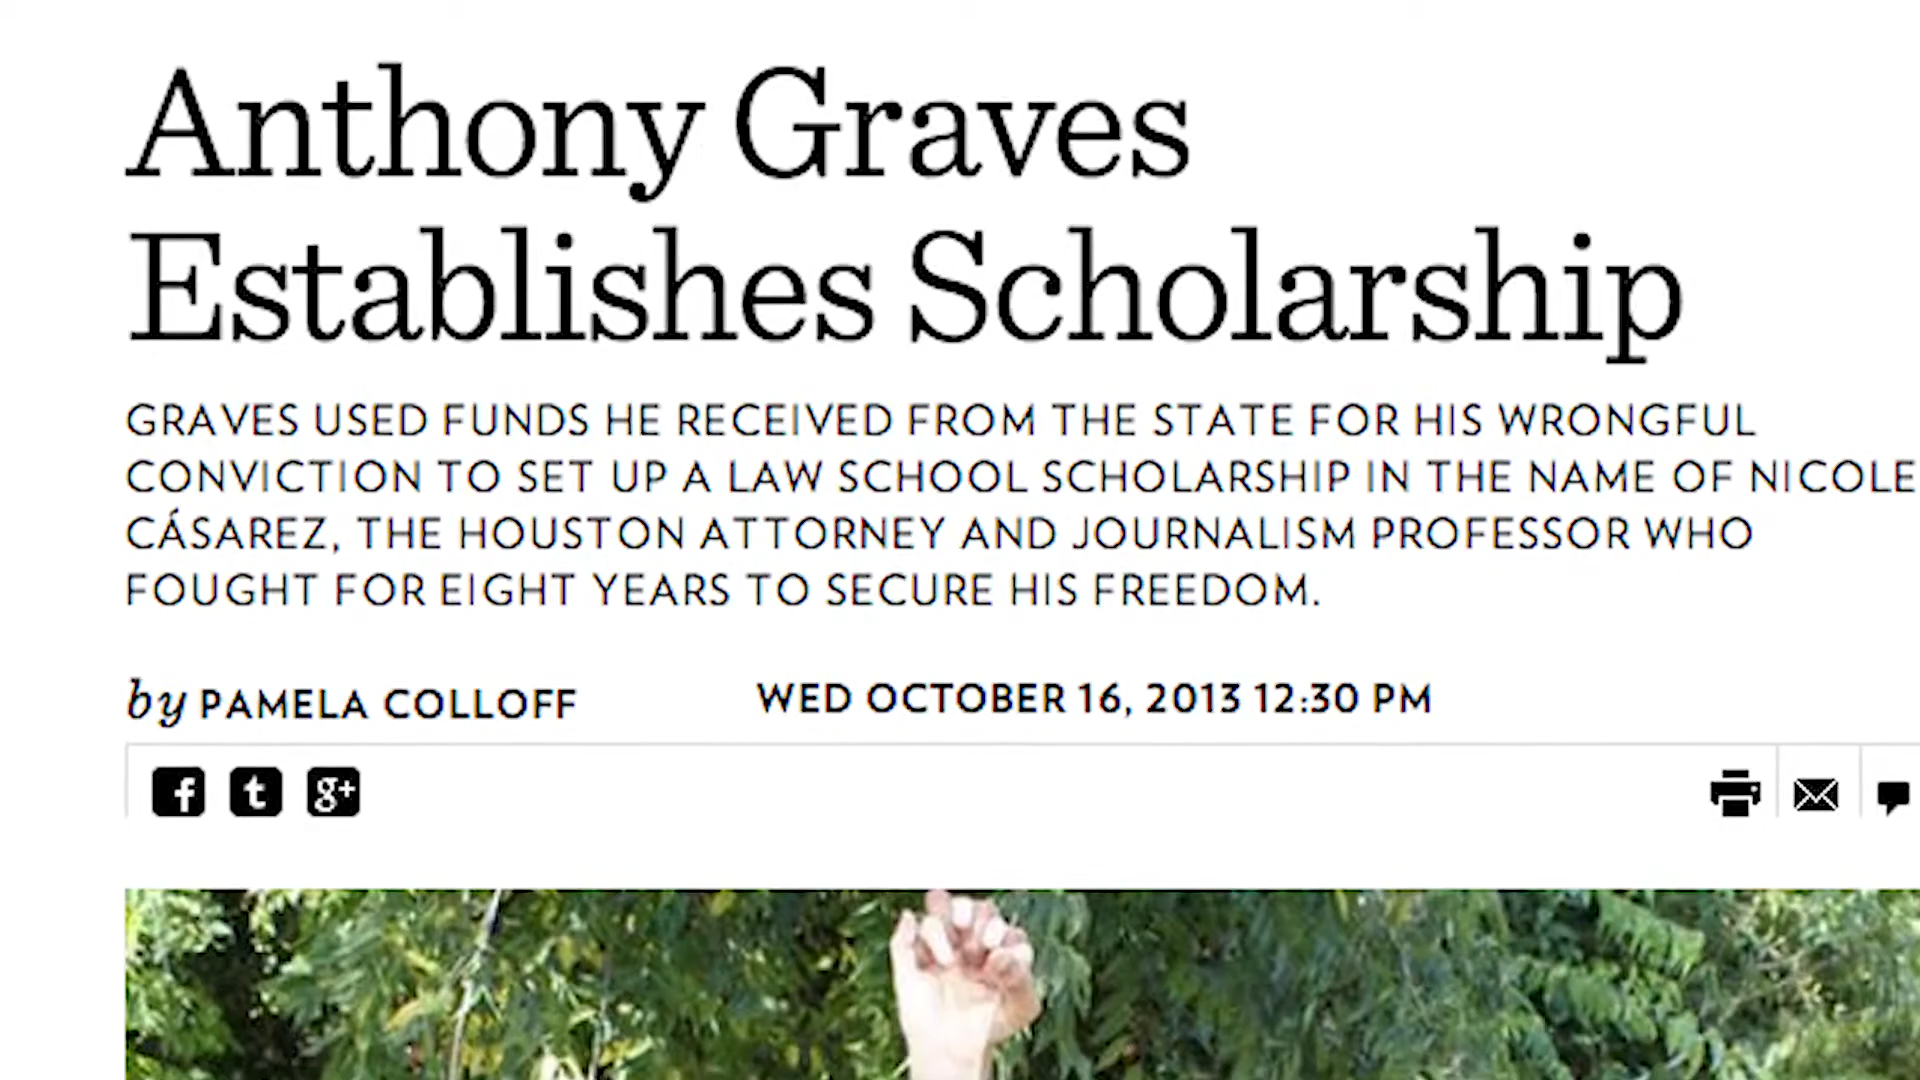 Anthony Graves
Establishes Scholarship
GRAVES USED FUNDS HE RECEIVED FROM THE STATE FOR HIS WRONGFUL
CONVICTION TO SET UP A LAW SCHOOL SCHOLARSHIP IN THE NAME OF NICOLE
CÁSAREZ, THE HOUSTON ATTORNEY AND JOURNALISM PROFESSOR WHO
FOUGHT FOR EIGHT YEARS TO SECURE HIS FREEDOM.
by PAMELA COLLOFF WED OCTOBER 16, 2013 12:30 PM
f t g+